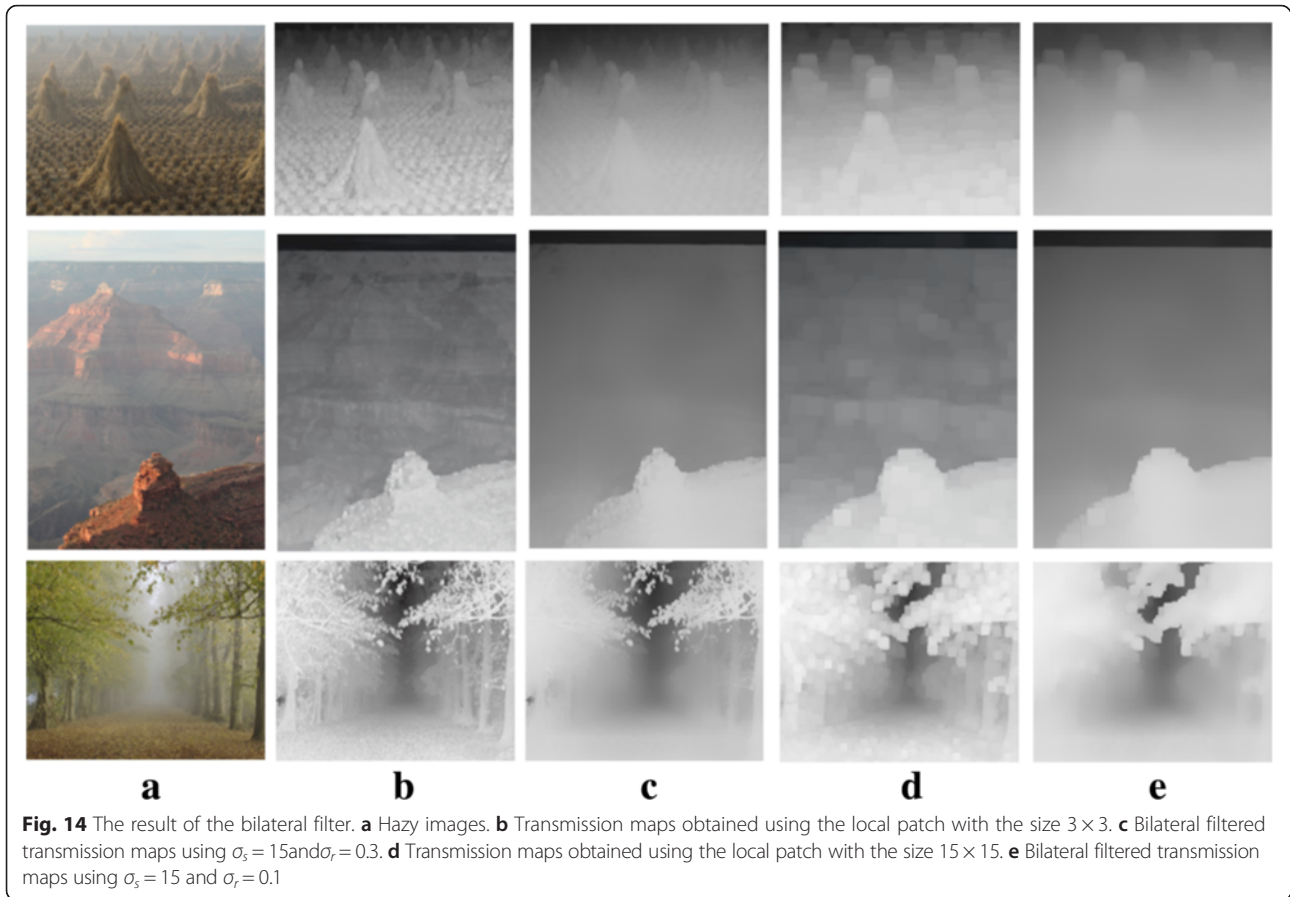 a b c d e
Fig. 14 The result of the bilateral filter. a Hazy images. b Transmission maps obtained using the local patch with the size 3 × 3. c Bilateral filtered
transmission maps using σs = 15andσr = 0.3. d Transmission maps obtained using the local patch with the size 15 × 15. e Bilateral filtered transmission
maps using σs = 15 and σr = 0.1